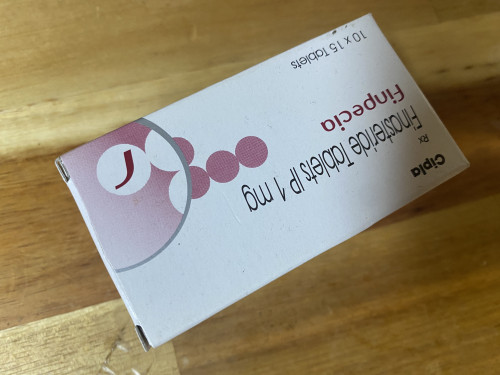 Rx
Finasteride Tablets IP 1 mg
Finpecia
10 x 15 Tablets
Cipla